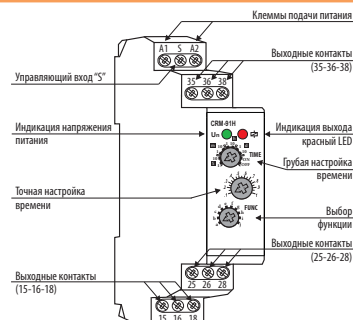 Клеммы подачи питания
A1 S A2
Выходные контакты
(35-36-38)
35 36 38
Управляющий вход "S"
CRM-91H
Un
Индикация напряжения
питания
Индикация выхода
красный LED
TIME
Грубая настройка
времени
Точная настройка
времени
FUNC
Выбор
функции
Выходные контакты
(25-26-28)
25 26 28
Выходные контакты
(15-16-18)
15 16 18